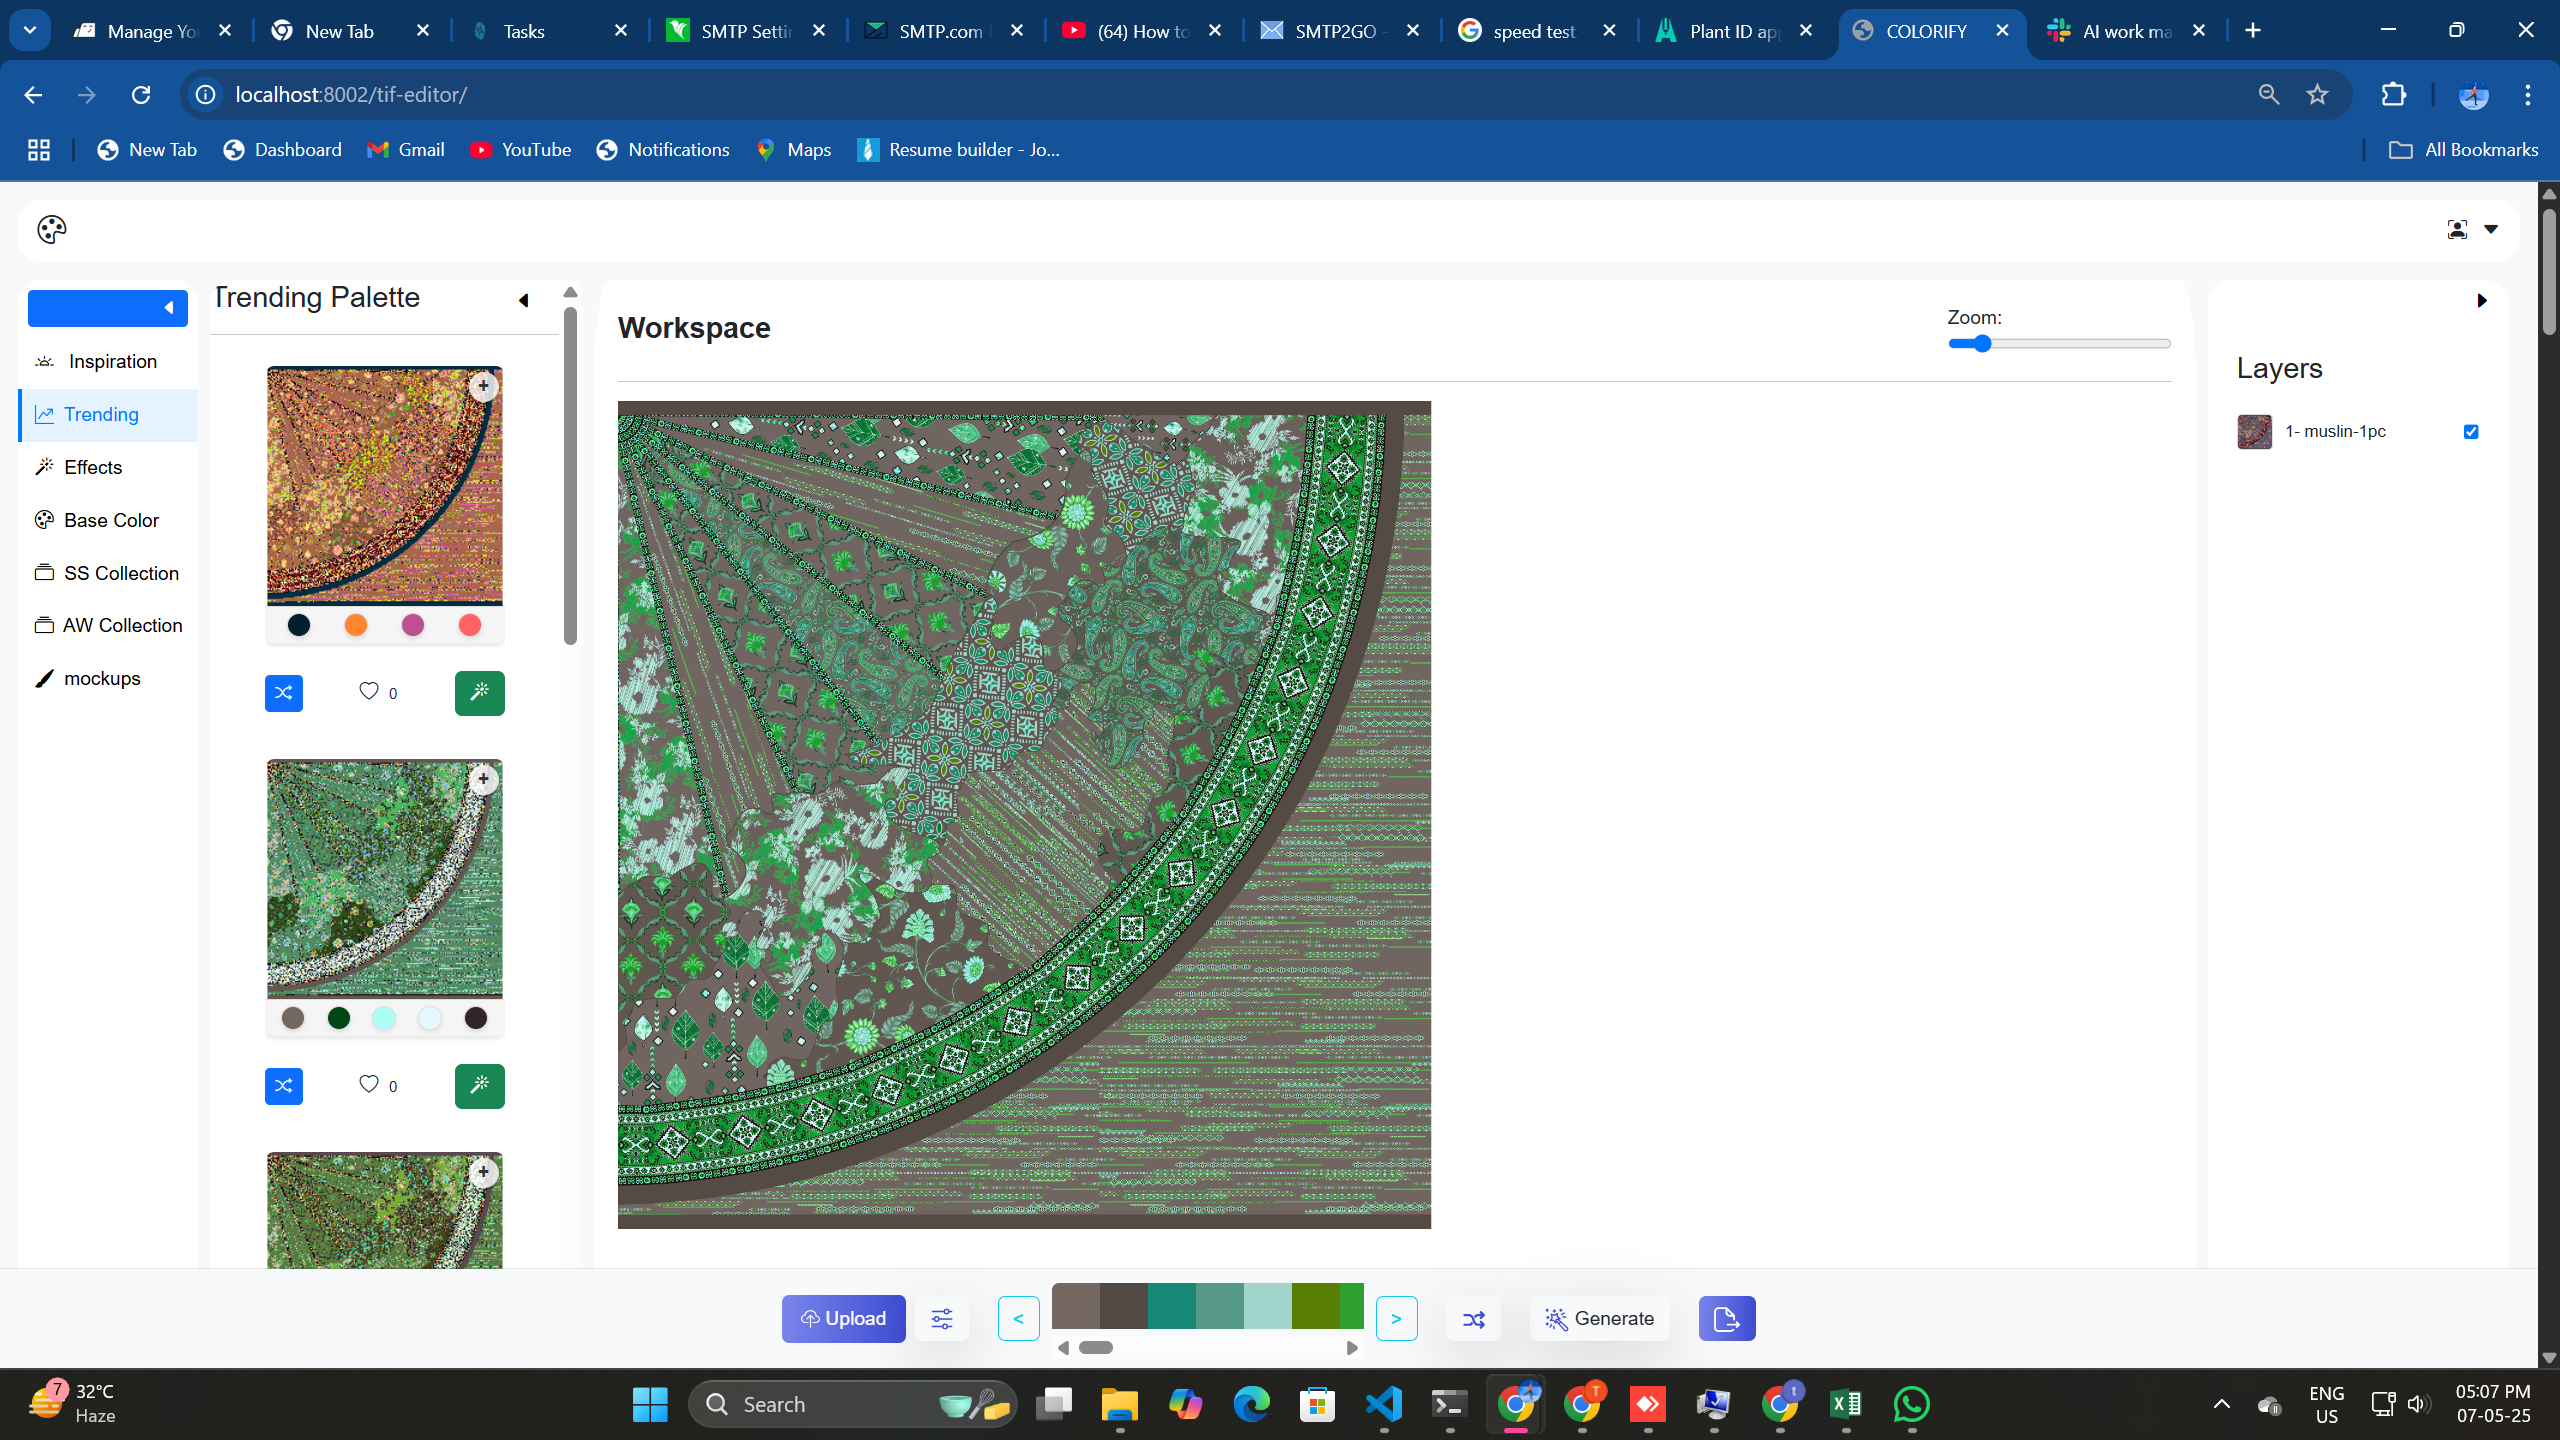 Manage Yo
New Tab
Tasks
SMTP Settin
SMTP.com
(64) How to
SMTP2GO -
speed test
Plant ID app
COLORIFY
AI work ma
localhost:8002/tif-editor/
New Tab
Dashboard
Gmail
YouTube
Notifications
Maps
Resume builder - Jo...
All Bookmarks
Trending Palette
Inspiration
Trending
Effects
Base Color
SS Collection
AW Collection
mockups
+
0
+
0
+
Workspace
Zoom:
Layers
1- muslin-1pc
Upload
<
>
Generate
7
32°C
Haze
Search
T
t
ENG
US
05:07 PM
07-05-25